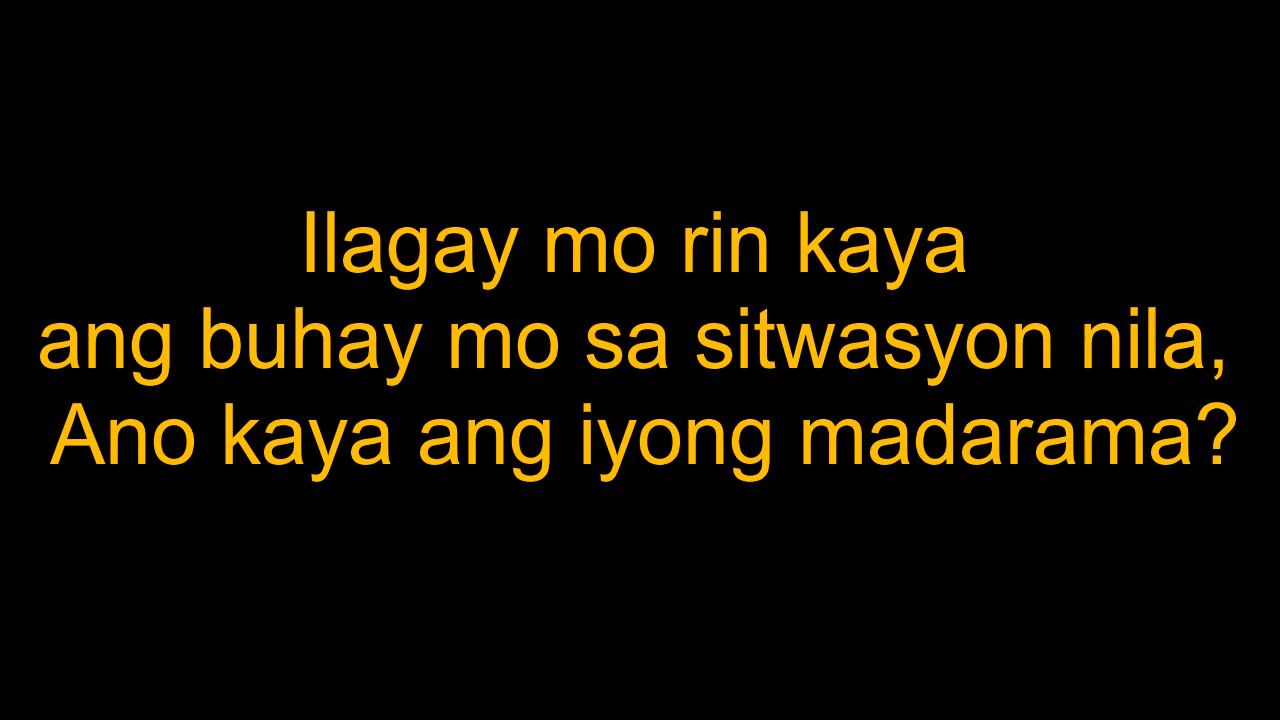 Ilagay mo rin kaya
ang buhay mo sa sitwasyon nila,
Ano kaya ang iyong madarama?